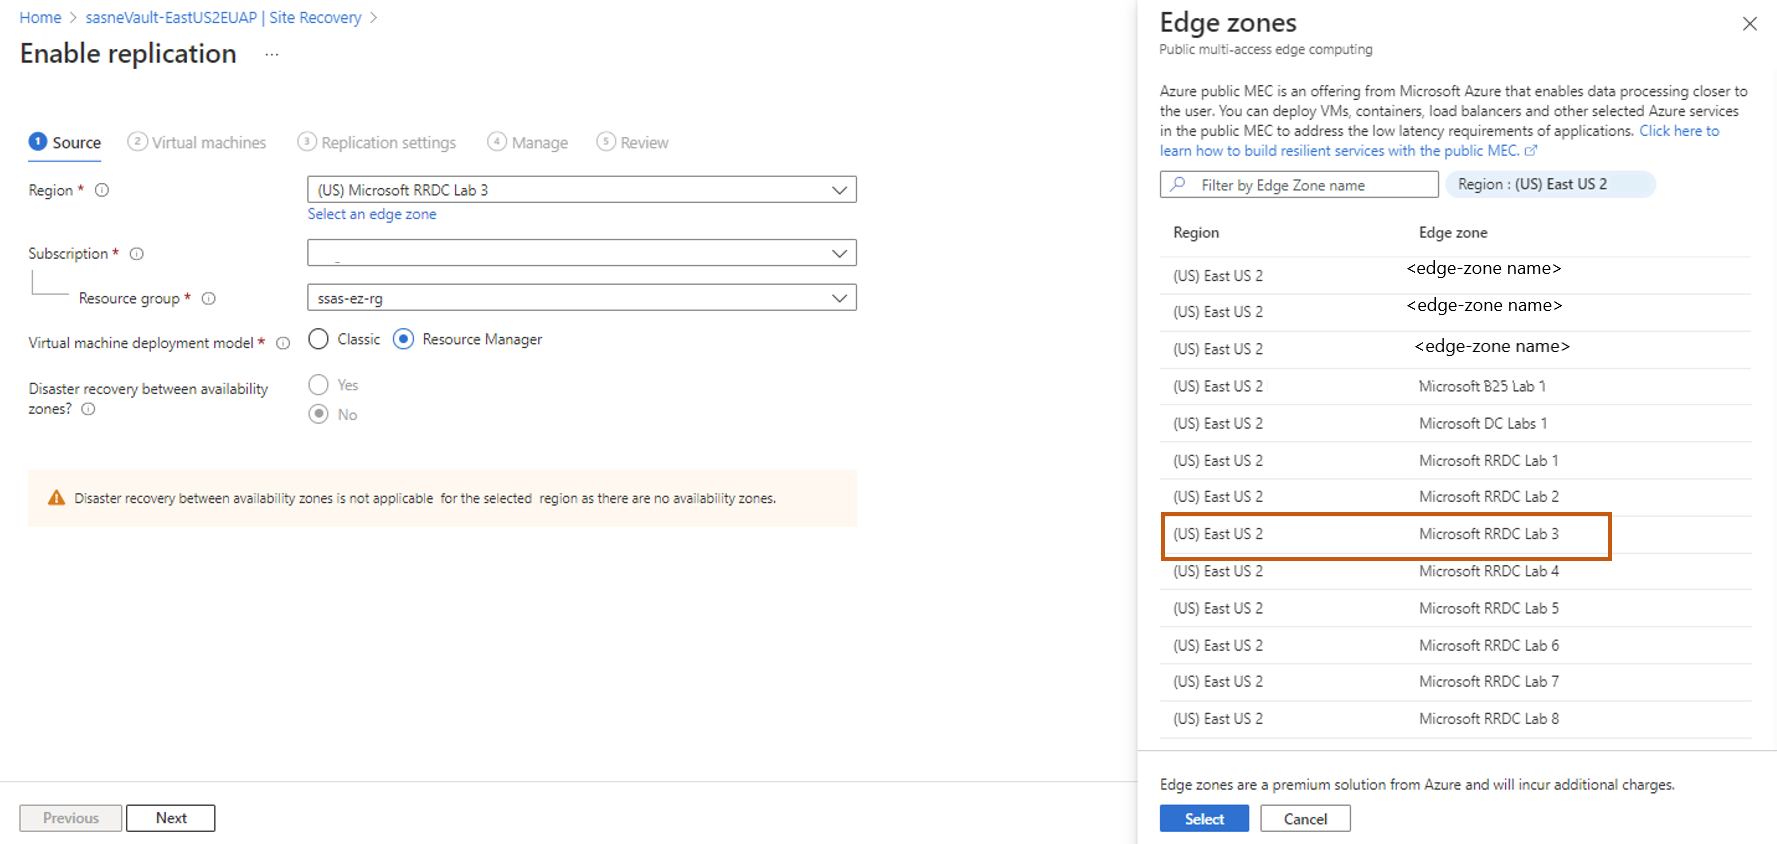 Home > sasneVault-EastUS2EUAP | Site Recovery >
Enable replication ...
1 Source 2 Virtual machines 3 Replication settings 4 Manage 5 Review
Region *
(US) Microsoft RRDC Lab 3
Select an edge zone
Subscription *
Resource group *
ssas-ez-rg
Virtual machine deployment model *
Classic
Resource Manager
Disaster recovery between availability
zones?
Yes
No
Disaster recovery between availability zones is not applicable for the selected region as there are no availability zones.
Previous
Next
Edge zones
Public multi-access edge computing
Azure public MEC is an offering from Microsoft Azure that enables data processing closer to
the user. You can deploy VMs, containers, load balancers and other selected Azure services
in the public MEC to address the low latency requirements of applications. Click here to
learn how to build resilient services with the public MEC.
Filter by Edge Zone name
Region : (US) East US 2
Region Edge zone
(US) East US 2 <edge-zone name>
(US) East US 2 <edge-zone name>
(US) East US 2 <edge-zone name>
(US) East US 2 Microsoft B25 Lab 1
(US) East US 2 Microsoft DC Labs 1
(US) East US 2 Microsoft RRDC Lab 1
(US) East US 2 Microsoft RRDC Lab 2
(US) East US 2 Microsoft RRDC Lab 3
(US) East US 2 Microsoft RRDC Lab 4
(US) East US 2 Microsoft RRDC Lab 5
(US) East US 2 Microsoft RRDC Lab 6
(US) East US 2 Microsoft RRDC Lab 7
(US) East US 2 Microsoft RRDC Lab 8
Edge zones are a premium solution from Azure and will incur additional charges.
Select
Cancel